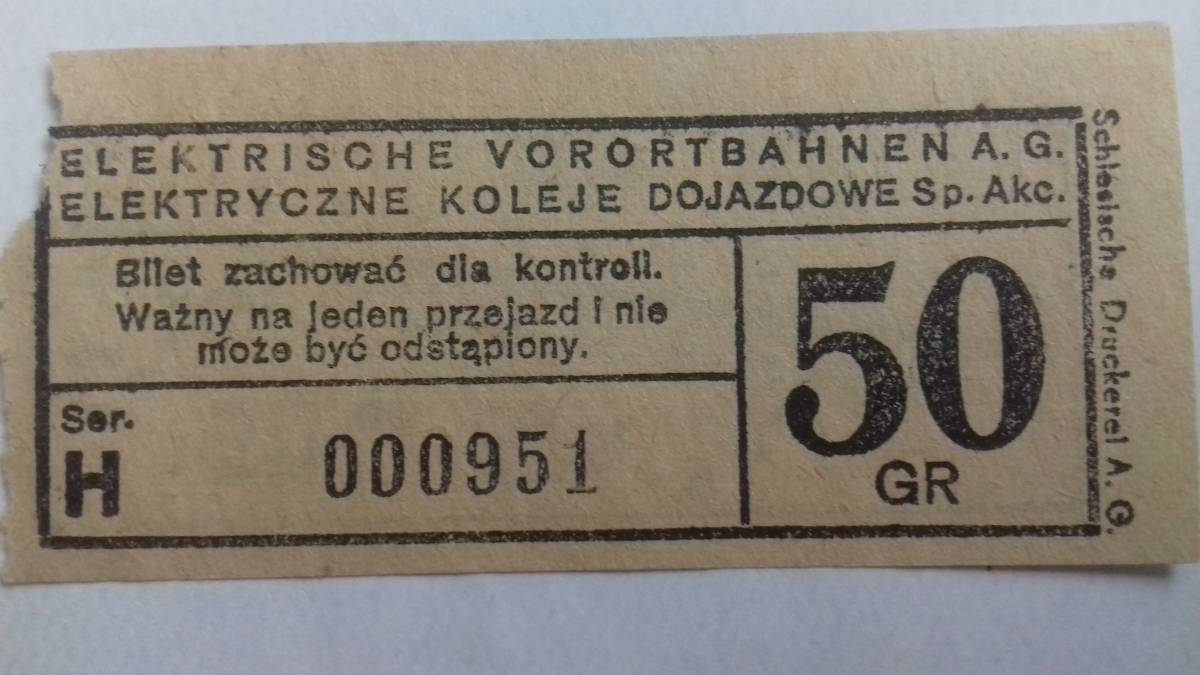 ELEKTRISCHE VORORTBAHNEN A. G.
ELEKTRYCZNE KOLEJE DOJAZDOWE Sp. Akc.
Bilet zachować dla kontroli.
Ważny na jeden przejazd i nie
może być odstąpiony.
Ser.
H
000951
50
GR
Schlesische Druckerei A. G.